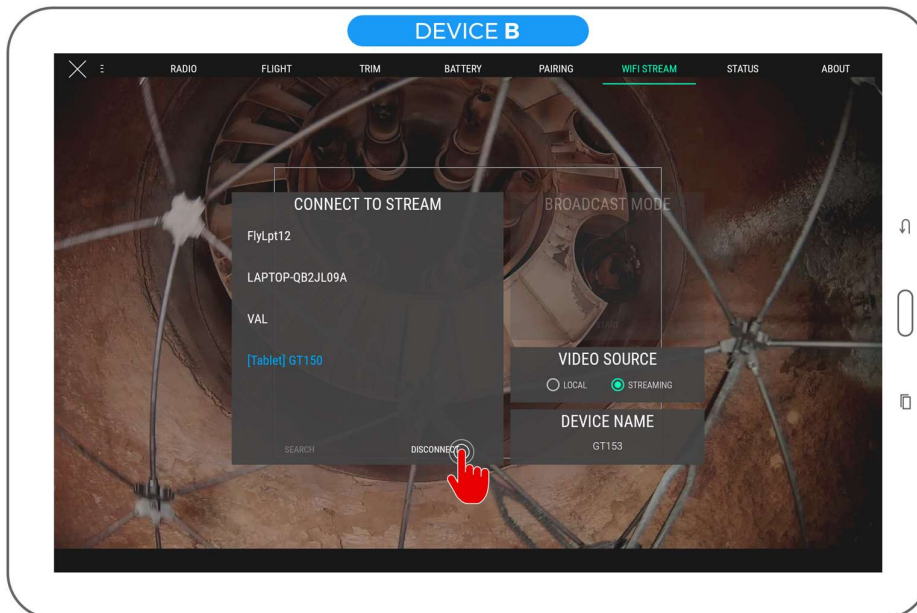 DEVICE B
RADIO FLIGHT TRIM BATTERY PAIRING WIFI STREAM STATUS ABOUT
CONNECT TO STREAM
FlyLpt12
LAPTOP-QB2JL09A
VAL
[Tablet] GT150
SEARCH DISCONNECT
BROADCAST MODE
START
VIDEO SOURCE
LOCAL STREAMING
DEVICE NAME
GT153